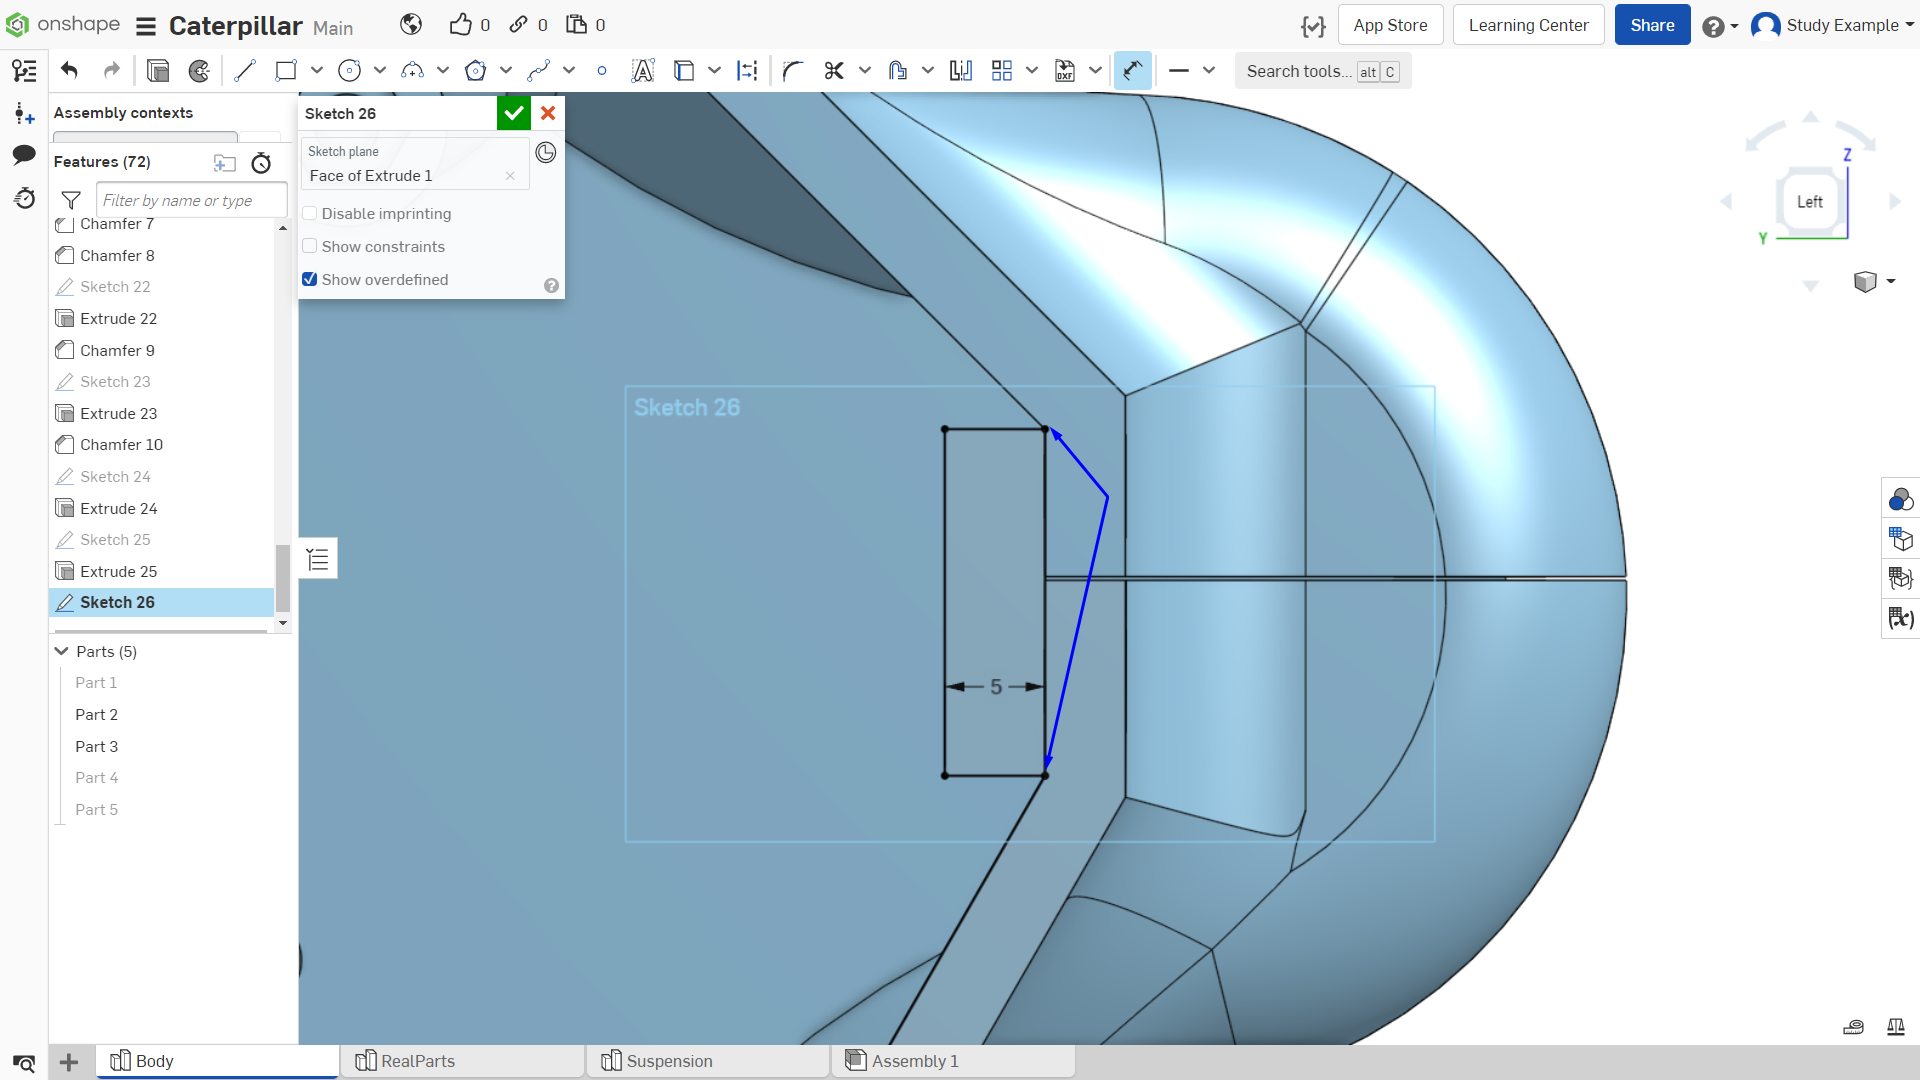 onshape
Caterpillar Main
0 0 0
App Store
Learning Center
Share
Study Example
DXF
Search tools... alt C
Assembly contexts
Features (72)
Filter by name or type
Chamfer 7
Chamfer 8
Sketch 22
Extrude 22
Chamfer 9
Sketch 23
Extrude 23
Chamfer 10
Sketch 24
Extrude 24
Sketch 25
Extrude 25
Sketch 26
Parts (5)
Part 1
Part 2
Part 3
Part 4
Part 5
Sketch 26
Sketch plane
Face of Extrude 1
Disable imprinting
Show constraints
Show overdefined
Sketch 26
5
Z
Left
Y
Body
RealParts
Suspension
Assembly 1